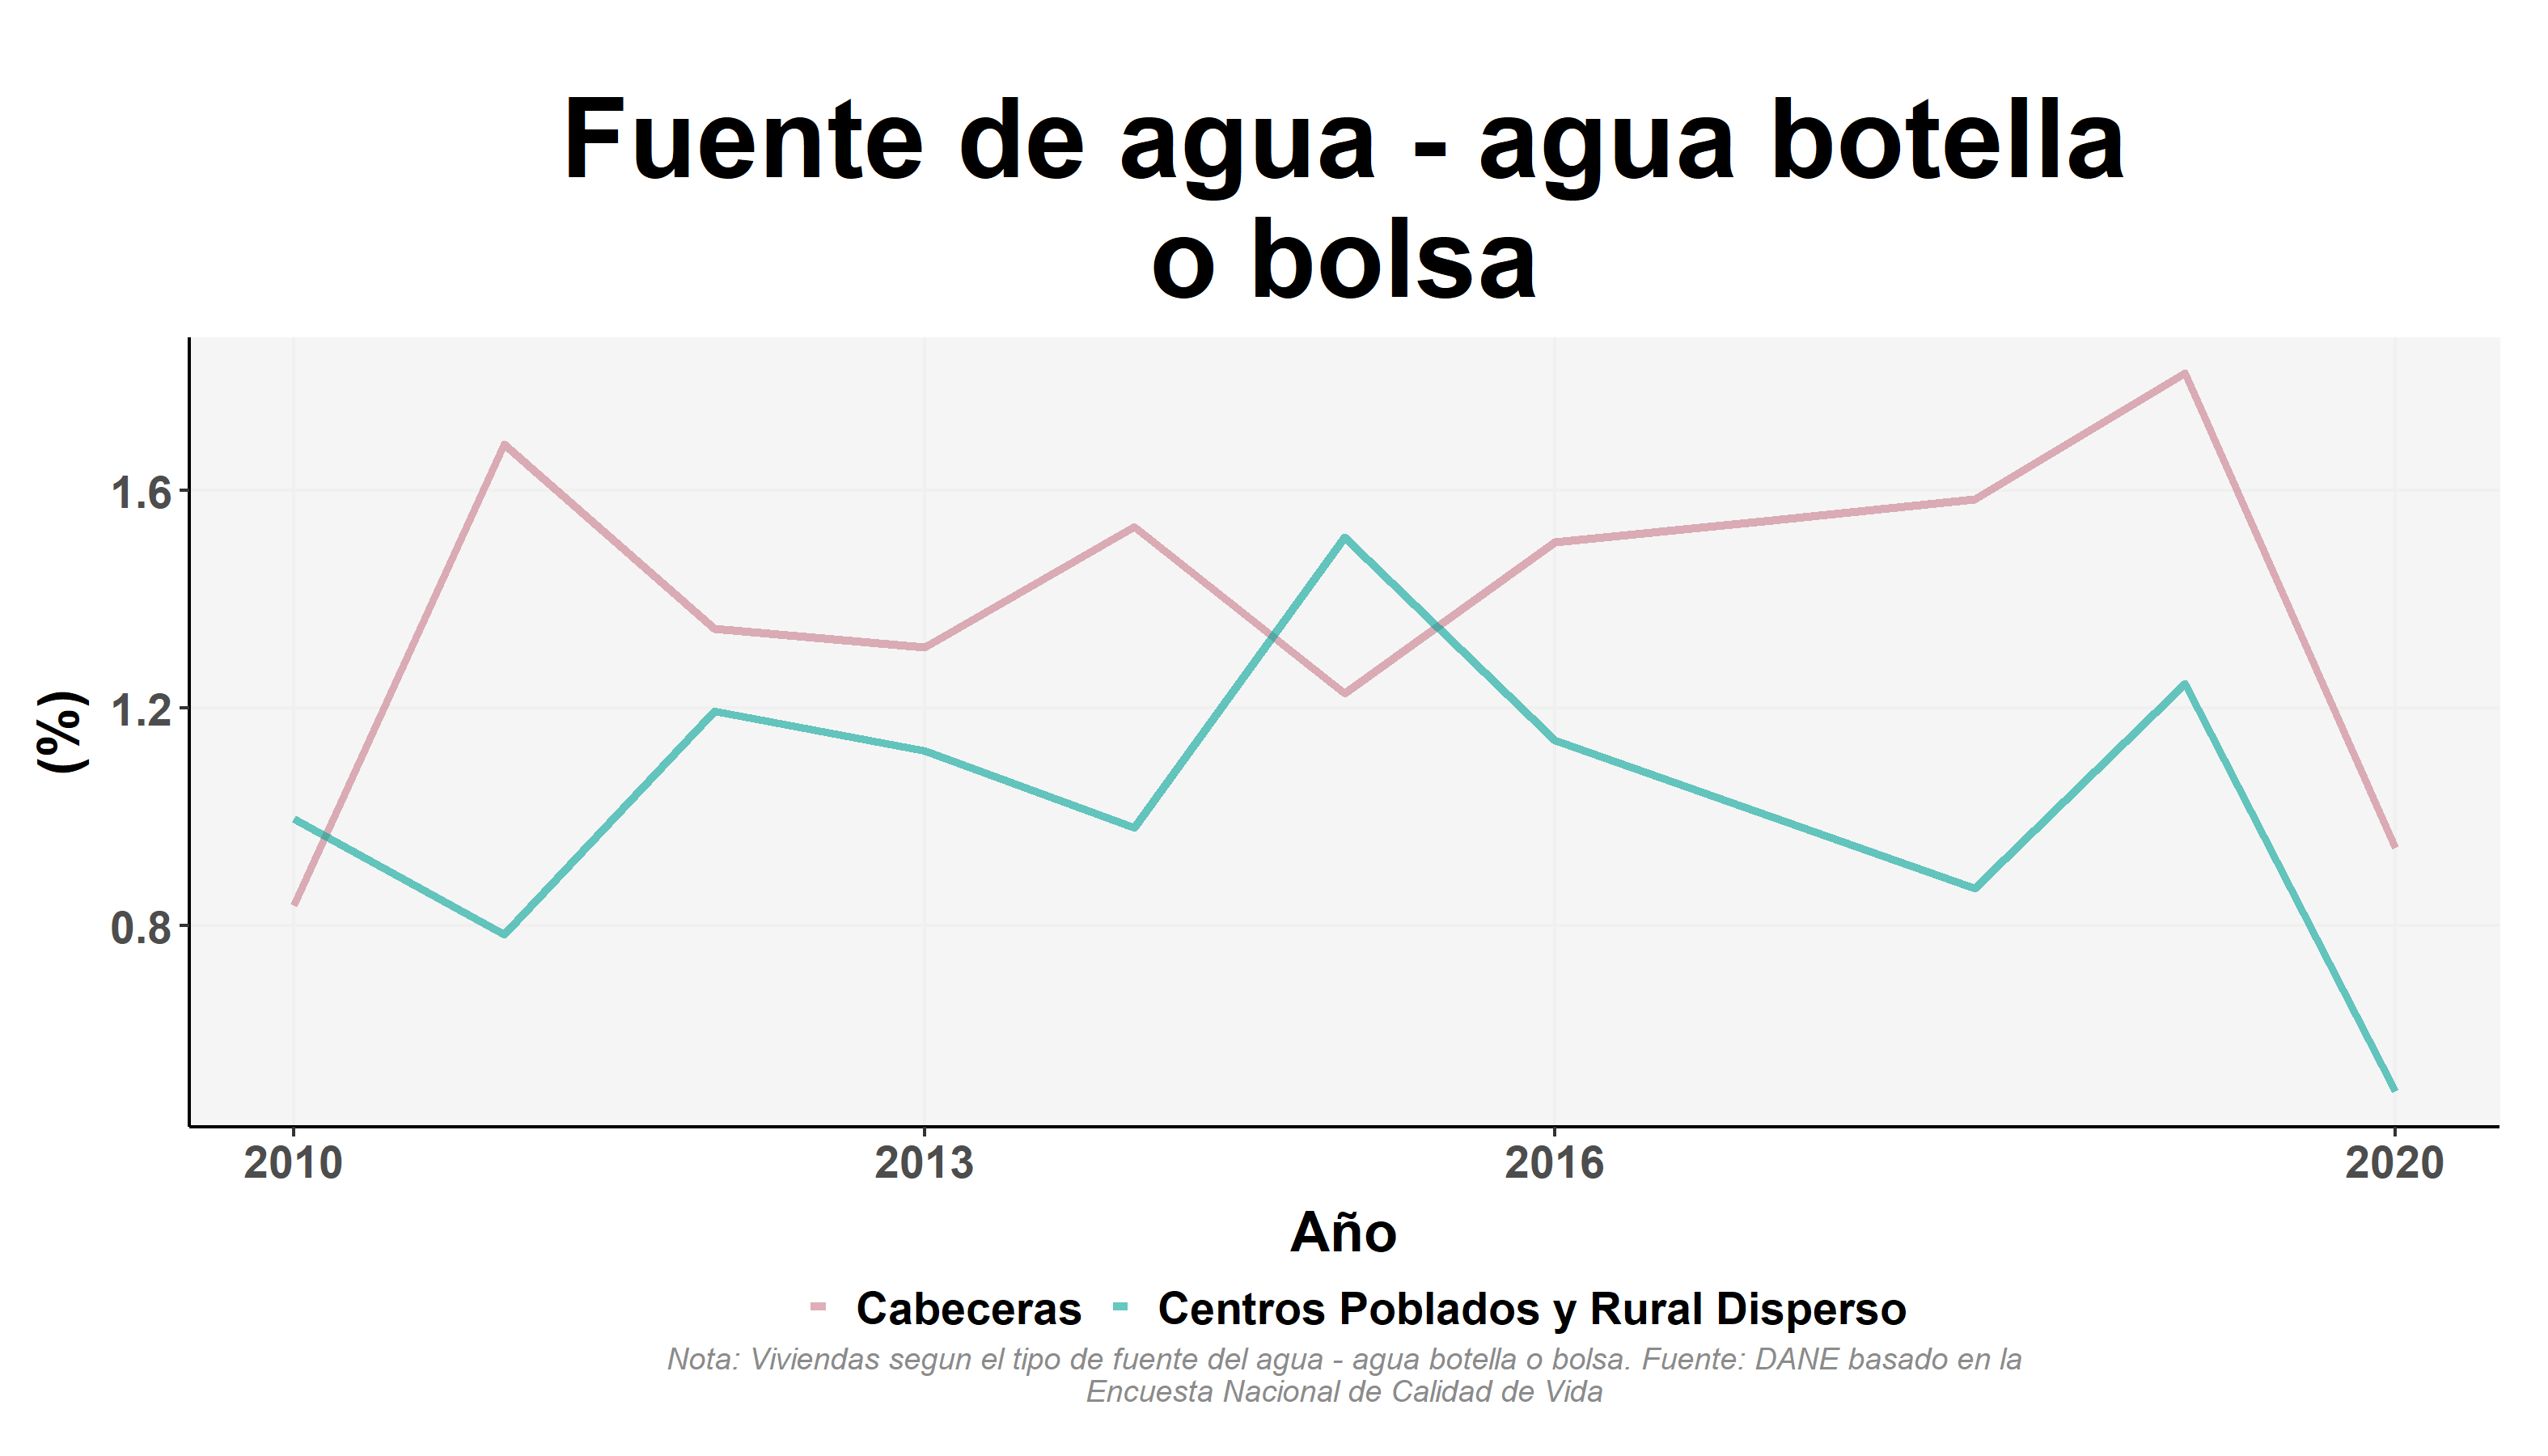 Fuente de agua - agua botella
o bolsa
(%)
1.6
1.2
0.8
2010 2013 2016 2020
Año
Cabeceras Centros Poblados y Rural Disperso
Nota: Viviendas segun el tipo de fuente del agua - agua botella o bolsa. Fuente: DANE basado en la
Encuesta Nacional de Calidad de Vida